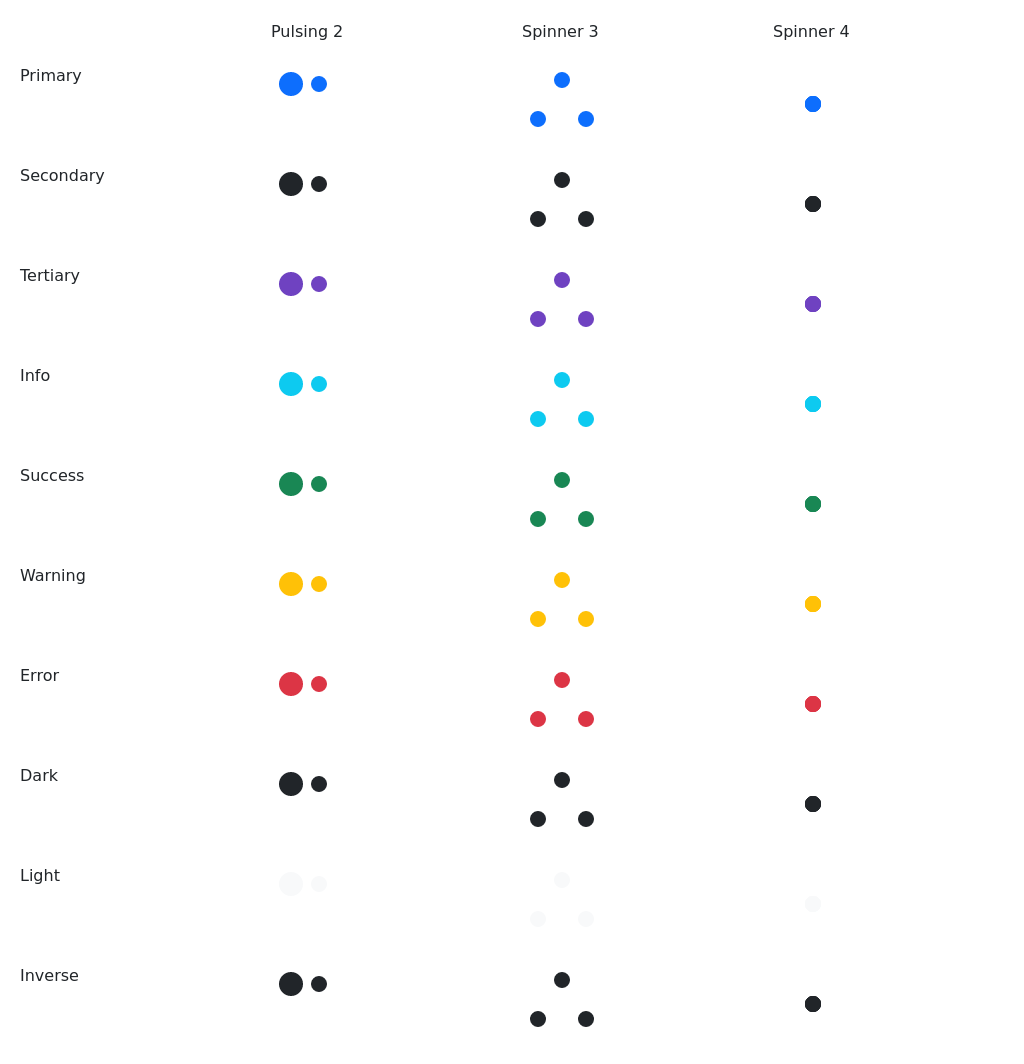 Pulsing 2 Spinner 3 Spinner 4
Primary
Secondary
Tertiary
Info
Success
Warning
Error
Dark
Light
Inverse